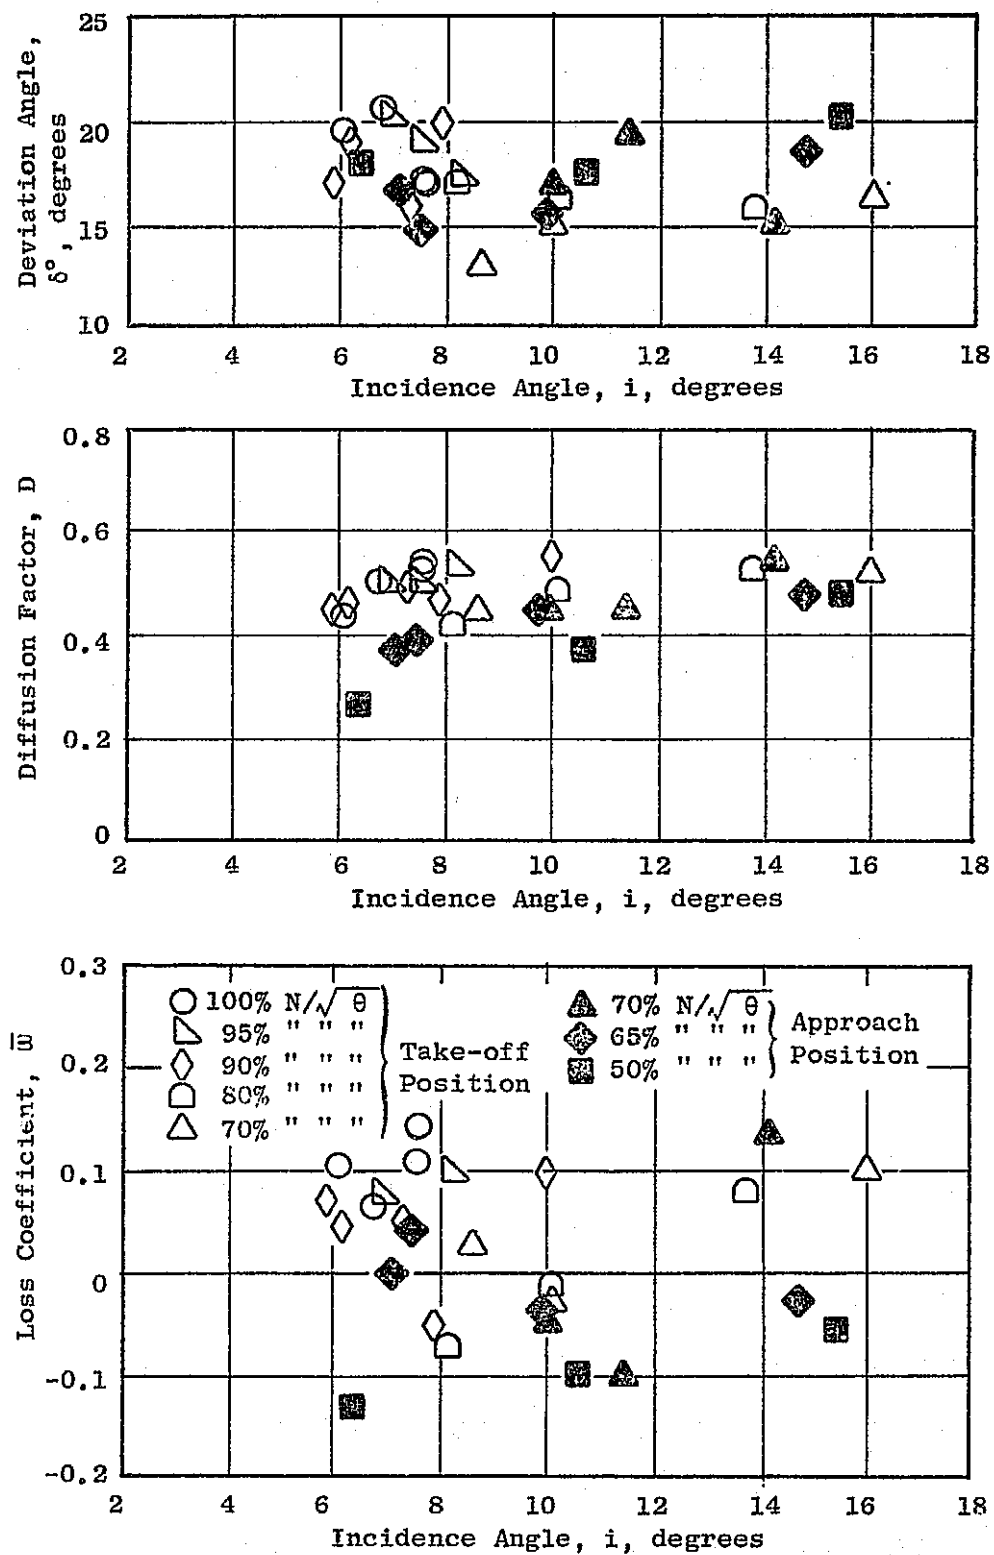 25
20
15
10
Deviation Angle,
δ°, degrees
2 4 6 8 10 12 14 16 18
Incidence Angle, i, degrees
0.8
0.6
0.4
0.2
0
Diffusion Factor, D
2 4 6 8 10 12 14 16 18
Incidence Angle, i, degrees
0.3
0.2
0.1
0
-0.1
-0.2
Loss Coefficient, ω̅
100% N/√θ
95% " " "
90% " " "
80% " " "
70% " " "
Take-off
Position
70% N/√θ
65% " " "
50% " " "
Approach
Position
2 4 6 8 10 12 14 16 18
Incidence Angle, i, degrees